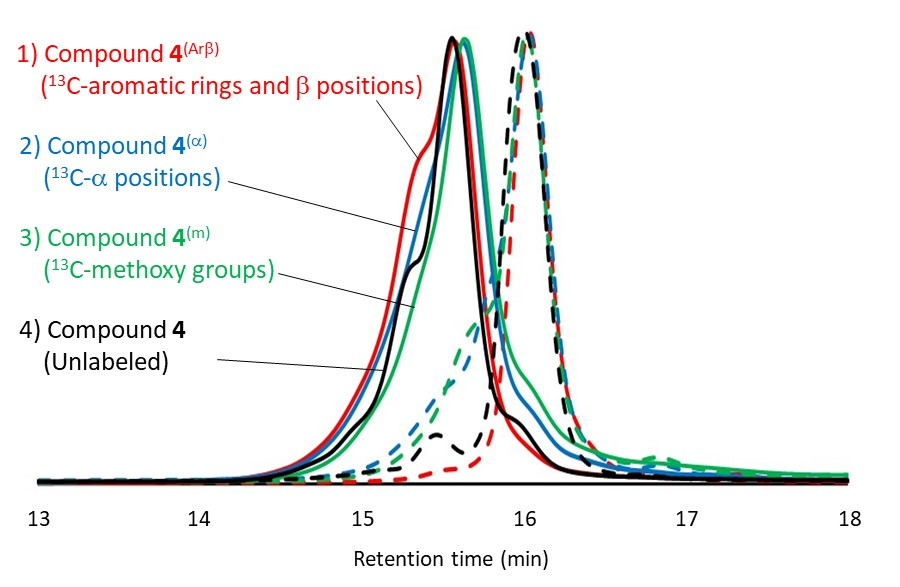 1) Compound 4(Arβ)
(13C-aromatic rings and β positions)
2) Compound 4(α)
(13C-α positions)
3) Compound 4(m)
(13C-methoxy groups)
4) Compound 4
(Unlabeled)
13 14 15 16 17 18
Retention time (min)